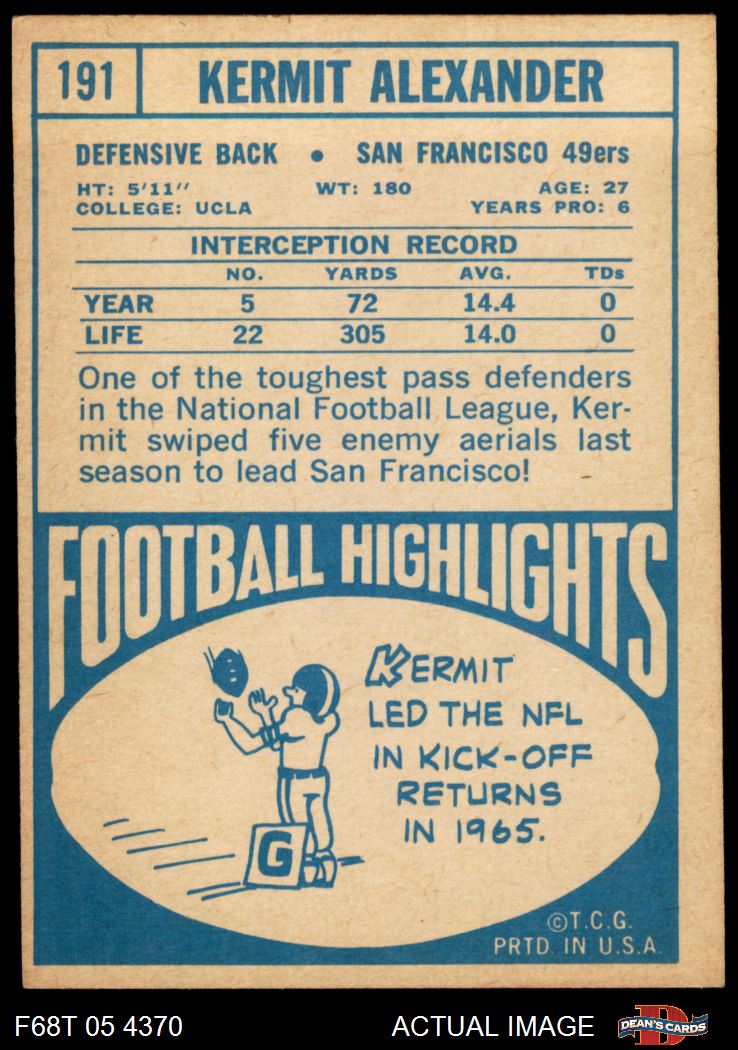 191 KERMIT ALEXANDER
DEFENSIVE BACK • SAN FRANCISCO 49ers
HT: 5'11" WT: 180 AGE: 27
COLLEGE: UCLA YEARS PRO: 6
INTERCEPTION RECORD
NO. YARDS AVG. TDs
YEAR 5 72 14.4 0
LIFE 22 305 14.0 0
One of the toughest pass defenders
in the National Football League, Ker-
mit swiped five enemy aerials last
season to lead San Francisco!
FOOTBALL HIGHLIGHTS
KERMIT
LED THE NFL
IN KICK-OFF
RETURNS
IN 1965.
G
©T.C.G.
PRTD. IN U.S.A.
F68T 05 4370 ACTUAL IMAGE D DEAN'S CARDS